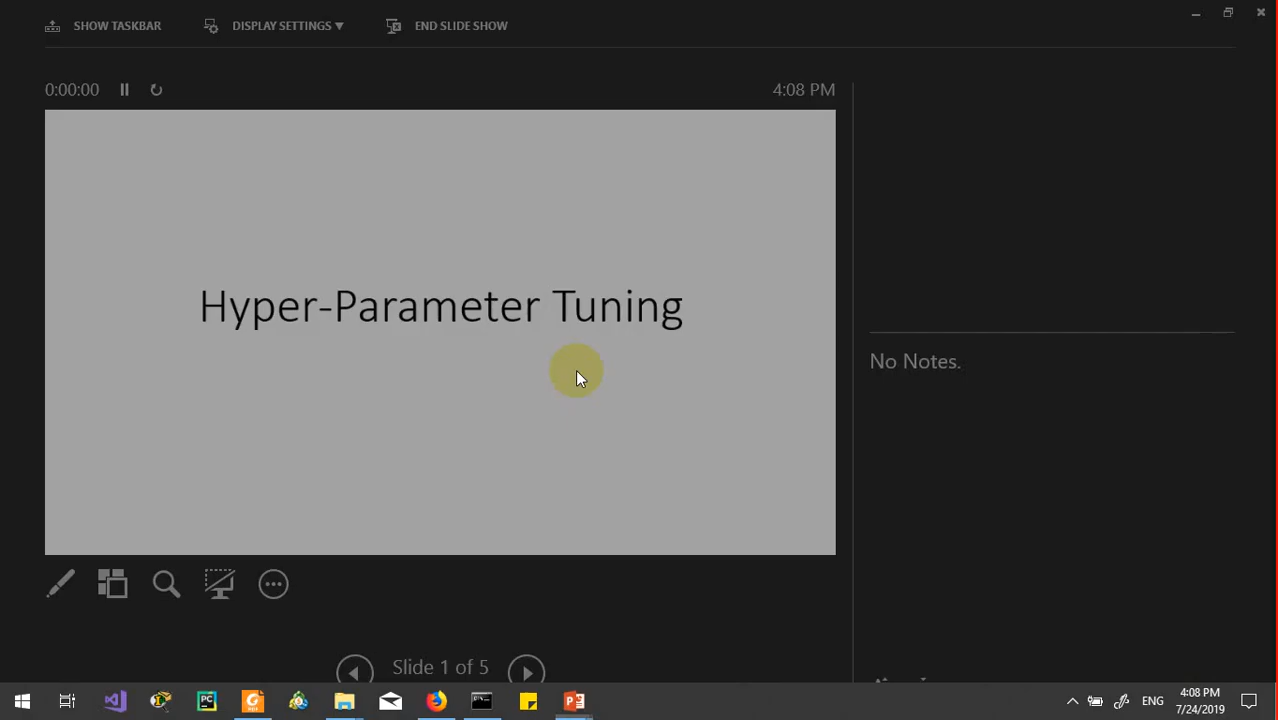 SHOW TASKBAR DISPLAY SETTINGS ▼ END SLIDE SHOW
0:00:00 4:08 PM
Hyper-Parameter Tuning
No Notes.
Slide 1 of 5
PC
ENG
4:08 PM
7/24/2019